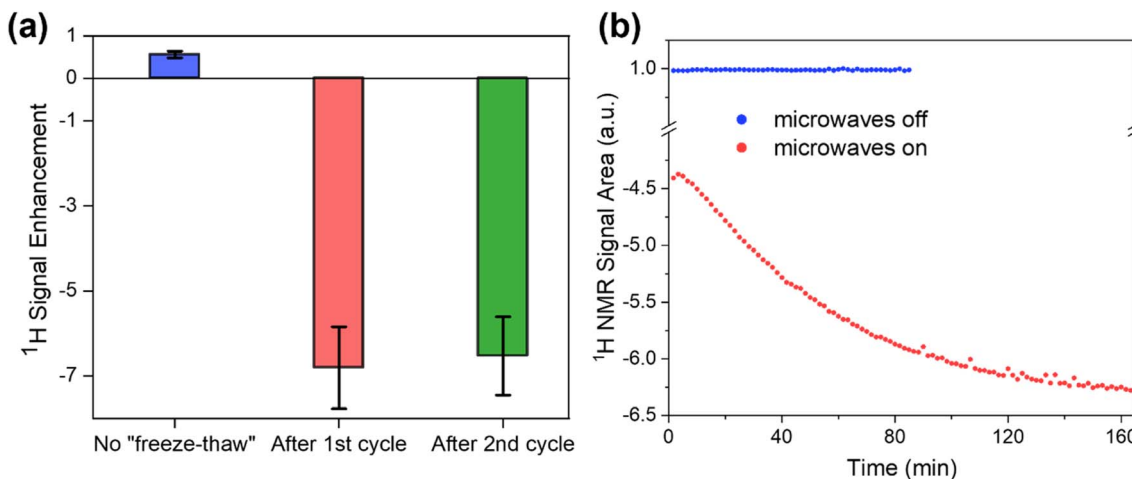 (a)
1
0
-1
-3
-5
-7
¹H Signal Enhancement
No "freeze-thaw"
After 1st cycle
After 2nd cycle
(b)
1.0
-4.5
-5.0
-5.5
-6.0
-6.5
¹H NMR Signal Area (a.u.)
microwaves off
microwaves on
0
40
80
120
160
Time (min)